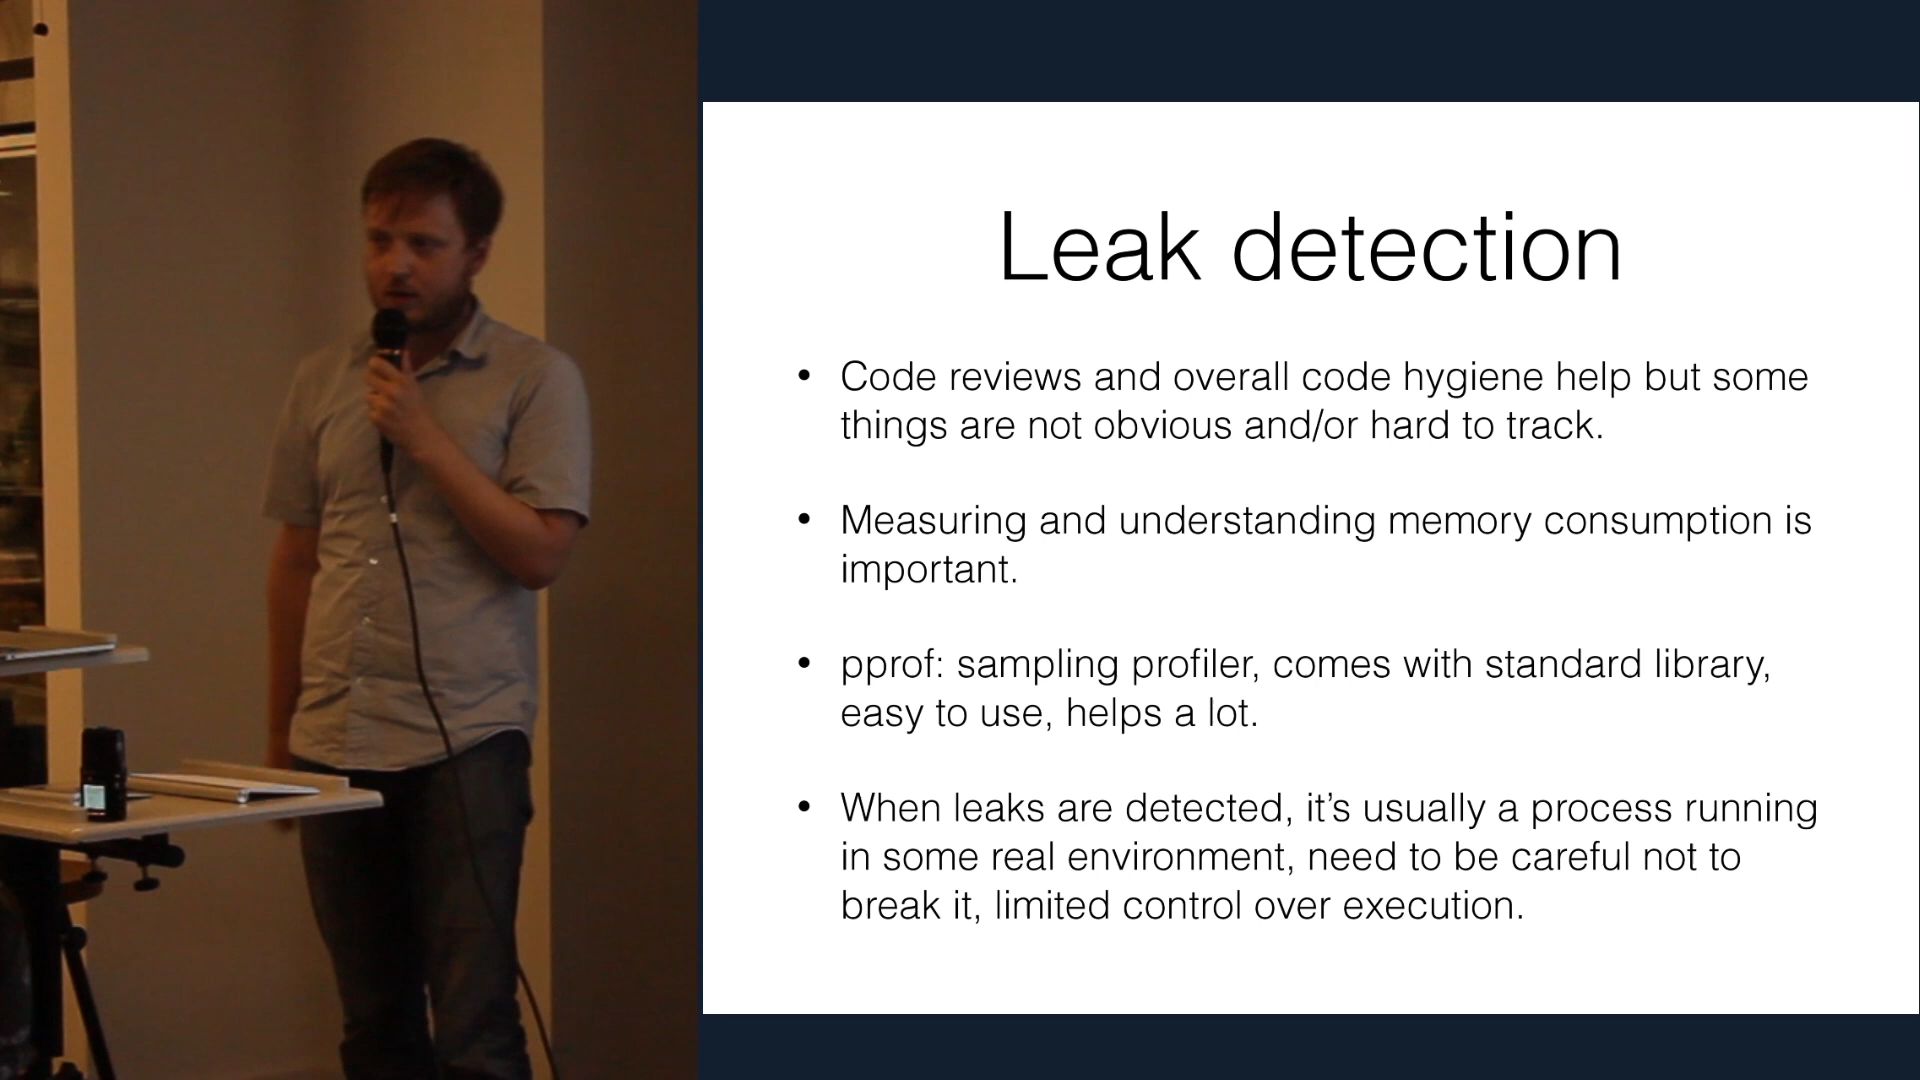 Leak detection
• Code reviews and overall code hygiene help but some
things are not obvious and/or hard to track.
• Measuring and understanding memory consumption is
important.
• pprof: sampling profiler, comes with standard library,
easy to use, helps a lot.
• When leaks are detected, it’s usually a process running
in some real environment, need to be careful not to
break it, limited control over execution.